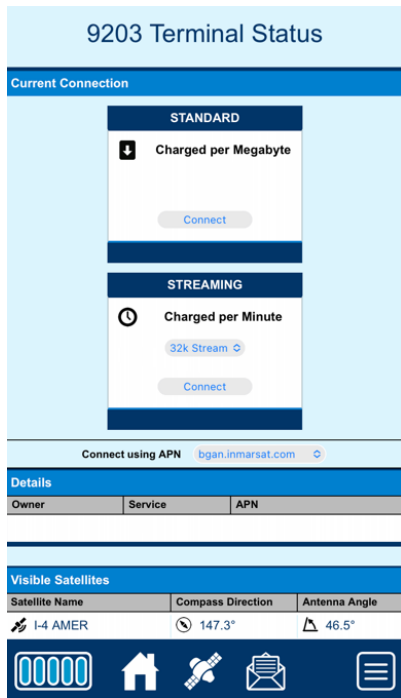 9203 Terminal Status
Current Connection
STANDARD
Charged per Megabyte
Connect
STREAMING
Charged per Minute
32k Stream
Connect
Connect using APN bgan.inmarsat.com
Details
Owner Service APN
Visible Satellites
Satellite Name Compass Direction Antenna Angle
I-4 AMER 147.3° 46.5°